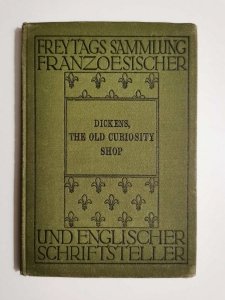 FREYTAGS SAMMLUNG
FRANZOESISCHER
DICKENS,
THE OLD CURIOSITY
SHOP
UND ENGLISCHER
SCHRIFTSTELLER